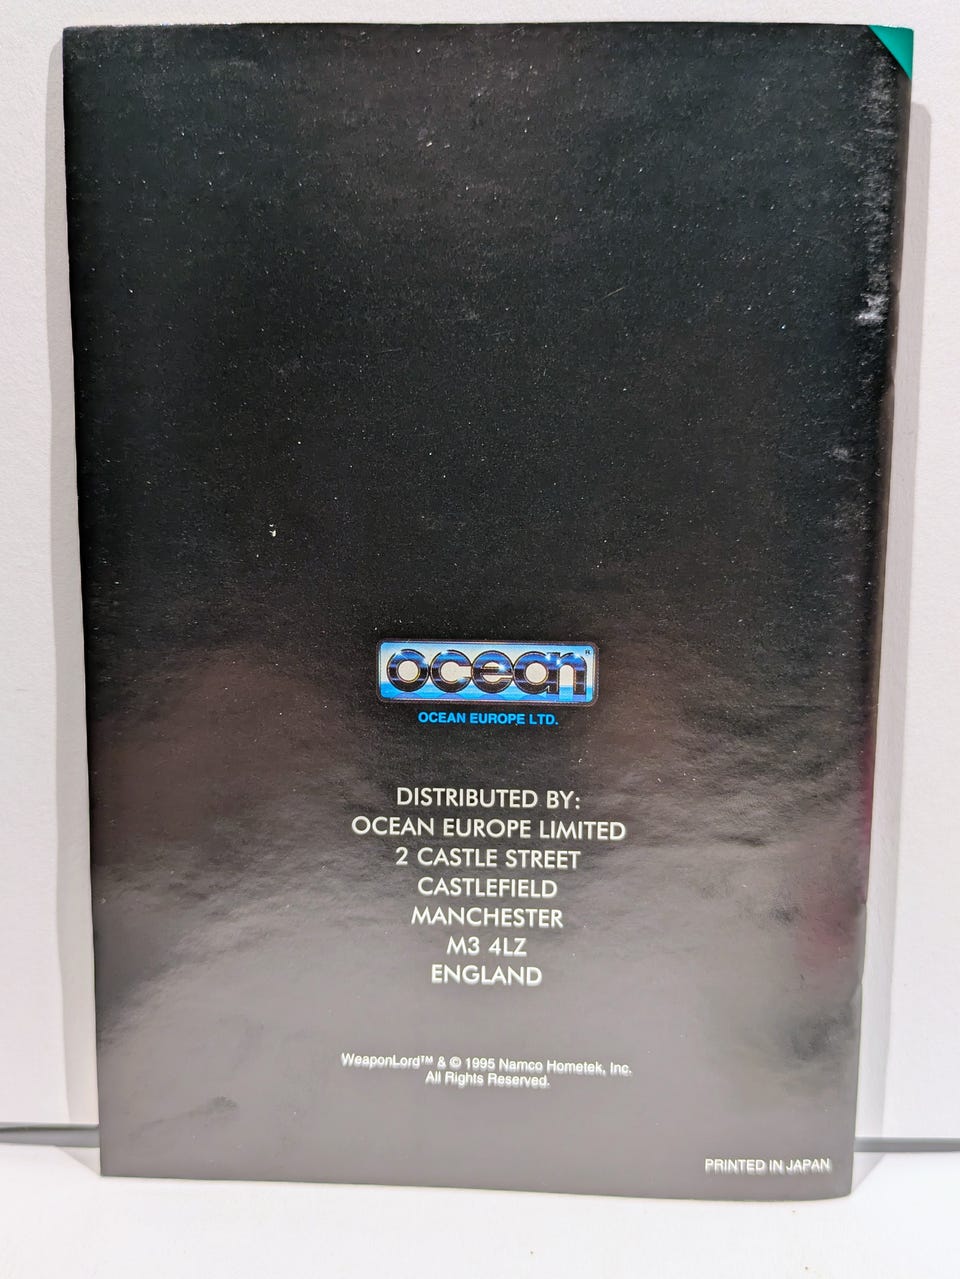 ocean®
OCEAN EUROPE LTD.
DISTRIBUTED BY:
OCEAN EUROPE LIMITED
2 CASTLE STREET
CASTLEFIELD
MANCHESTER
M3 4LZ
ENGLAND
WeaponLord™ & © 1995 Namco Hometek, Inc.
All Rights Reserved.
PRINTED IN JAPAN